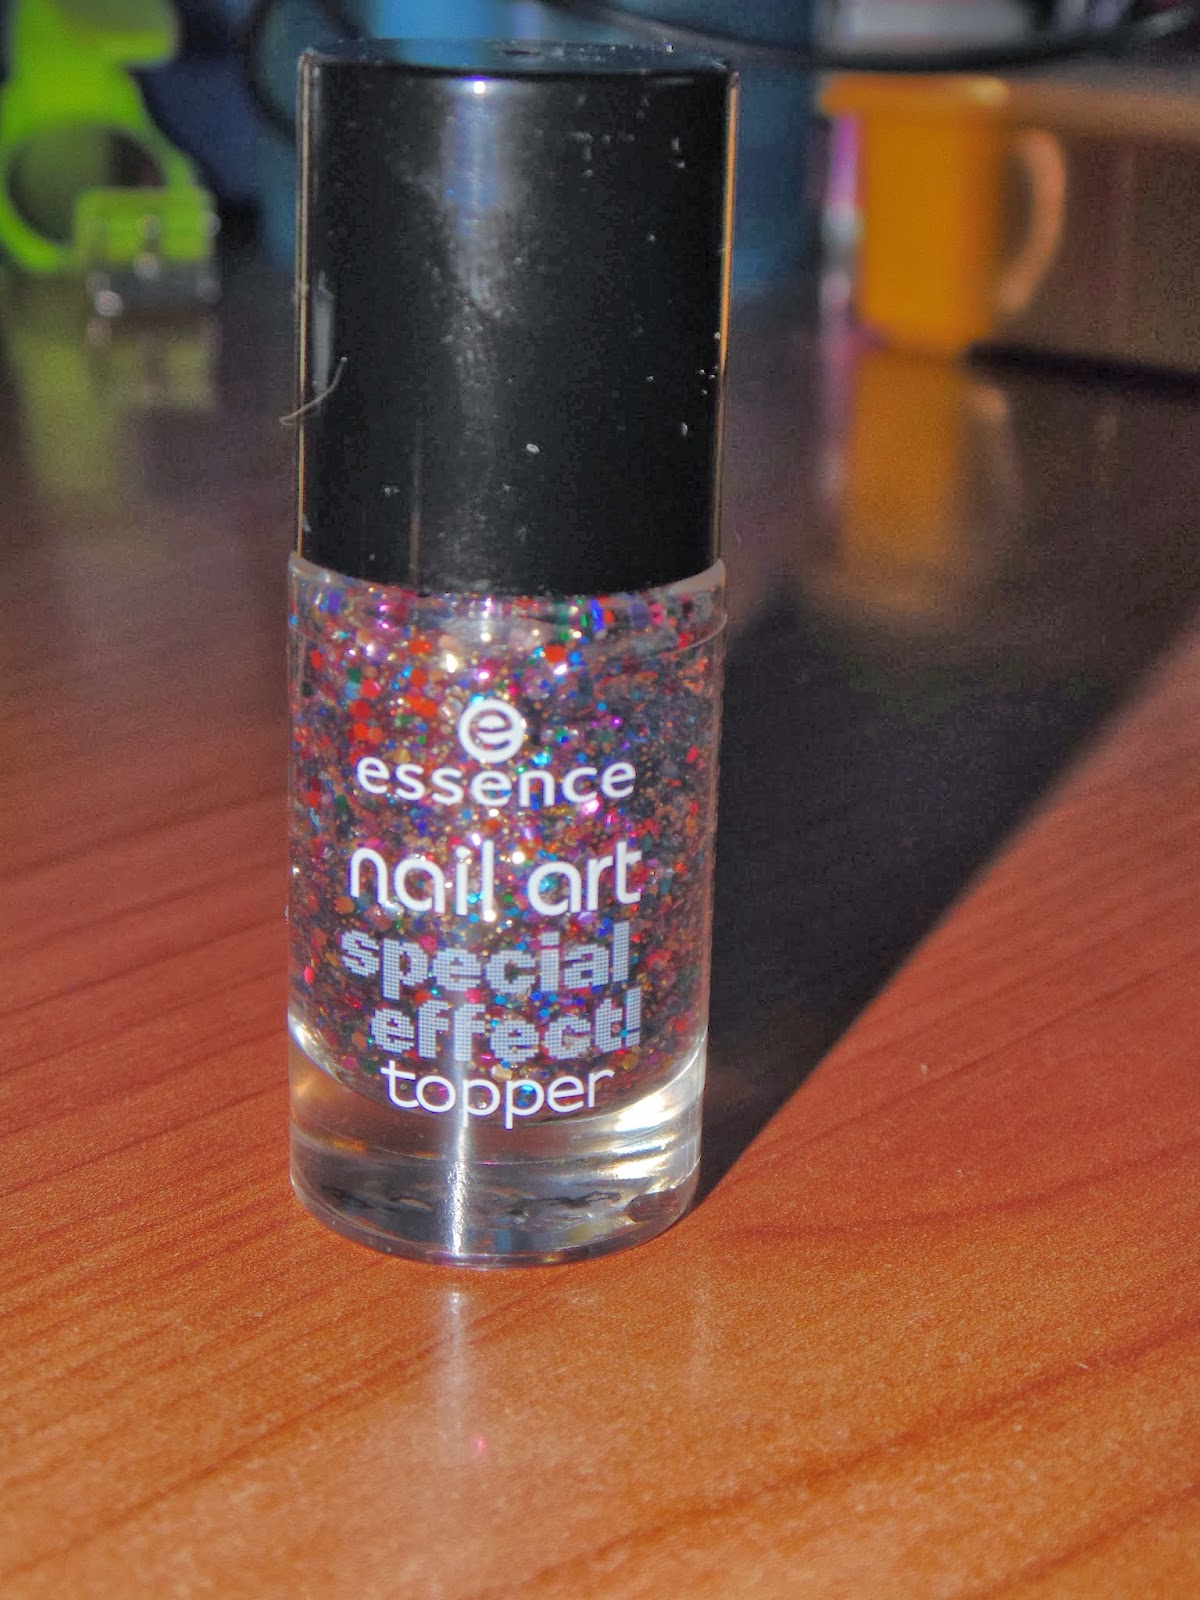 e
essence
nail art
special
effect!
topper